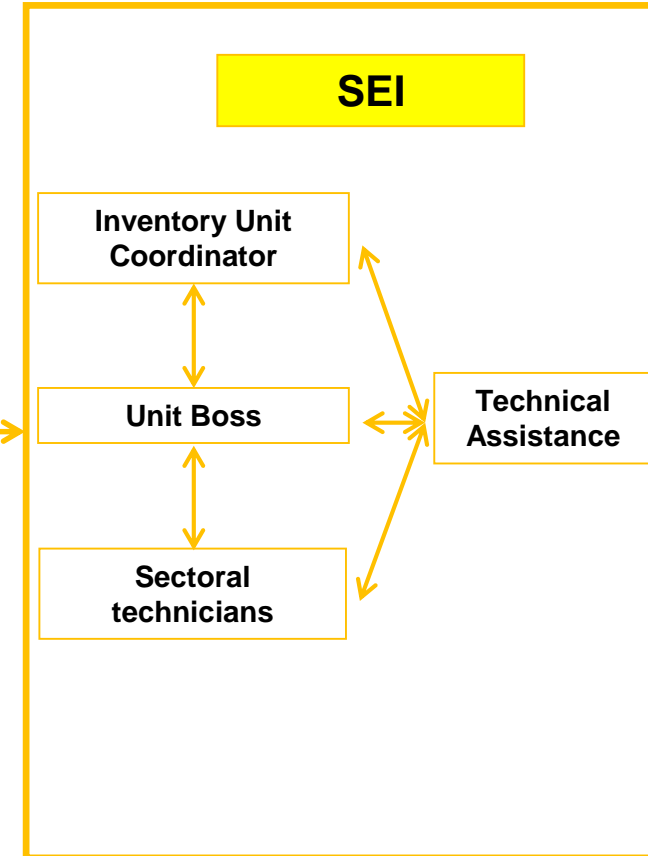 SEI
Inventory Unit
Coordinator
Unit Boss
Technical
Assistance
Sectoral
technicians